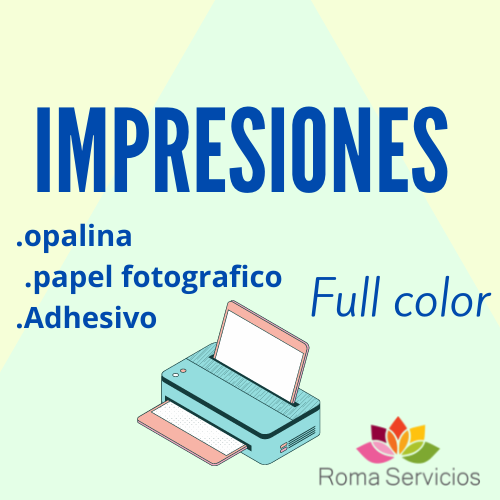 IMPRESIONES
.opalina
.papel fotografico
.Adhesivo
Full color
Roma Servicios